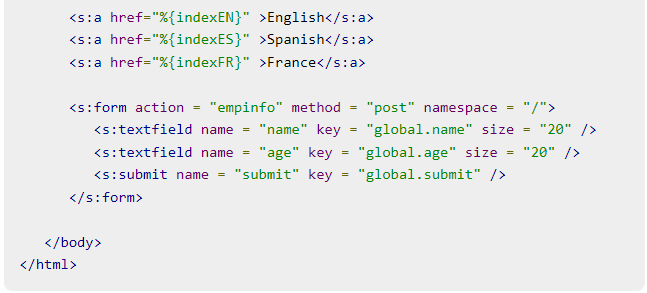 <s:a href="%{indexEN}" >English</s:a>
<s:a href="%{indexES}" >Spanish</s:a>
<s:a href="%{indexFR}" >France</s:a>
<s:form action = "empinfo" method = "post" namespace = "/">
<s:textfield name = "name" key = "global.name" size = "20" />
<s:textfield name = "age" key = "global.age" size = "20" />
<s:submit name = "submit" key = "global.submit" />
</s:form>
</body>
</html>